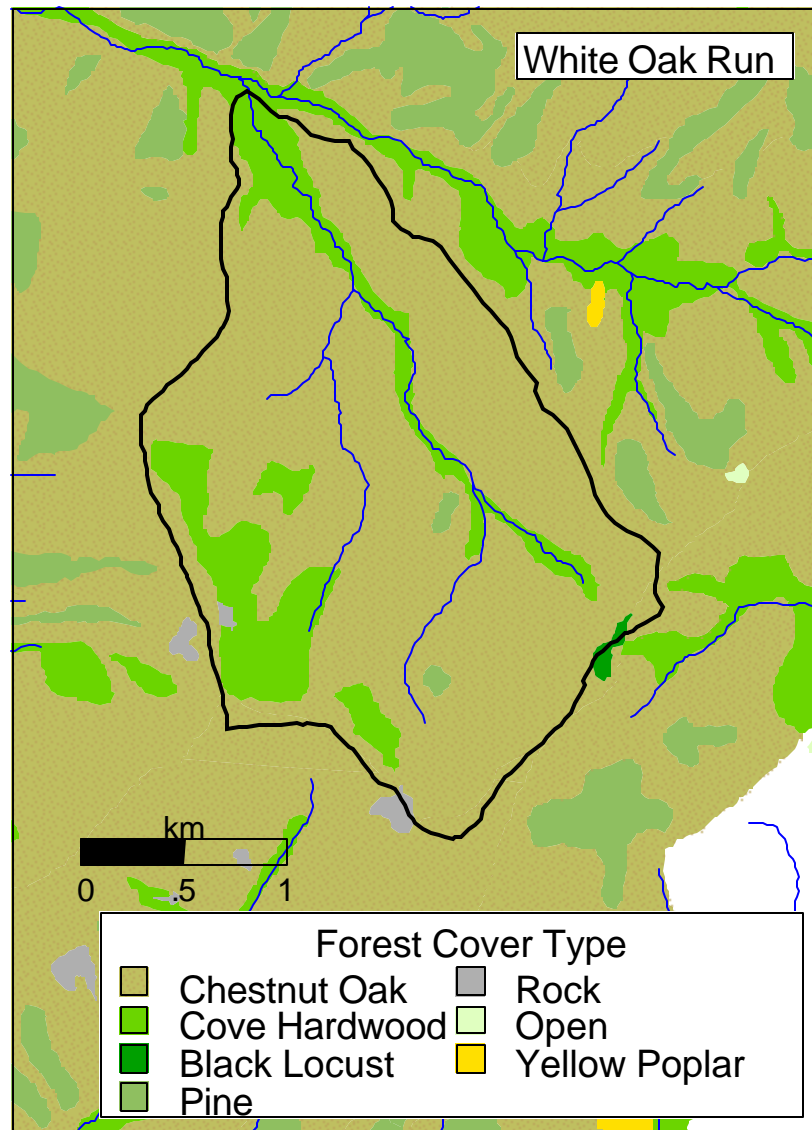 White Oak Run
km
0 .5 1
Forest Cover Type
Chestnut Oak Rock
Cove Hardwood Open
Black Locust Yellow Poplar
Pine